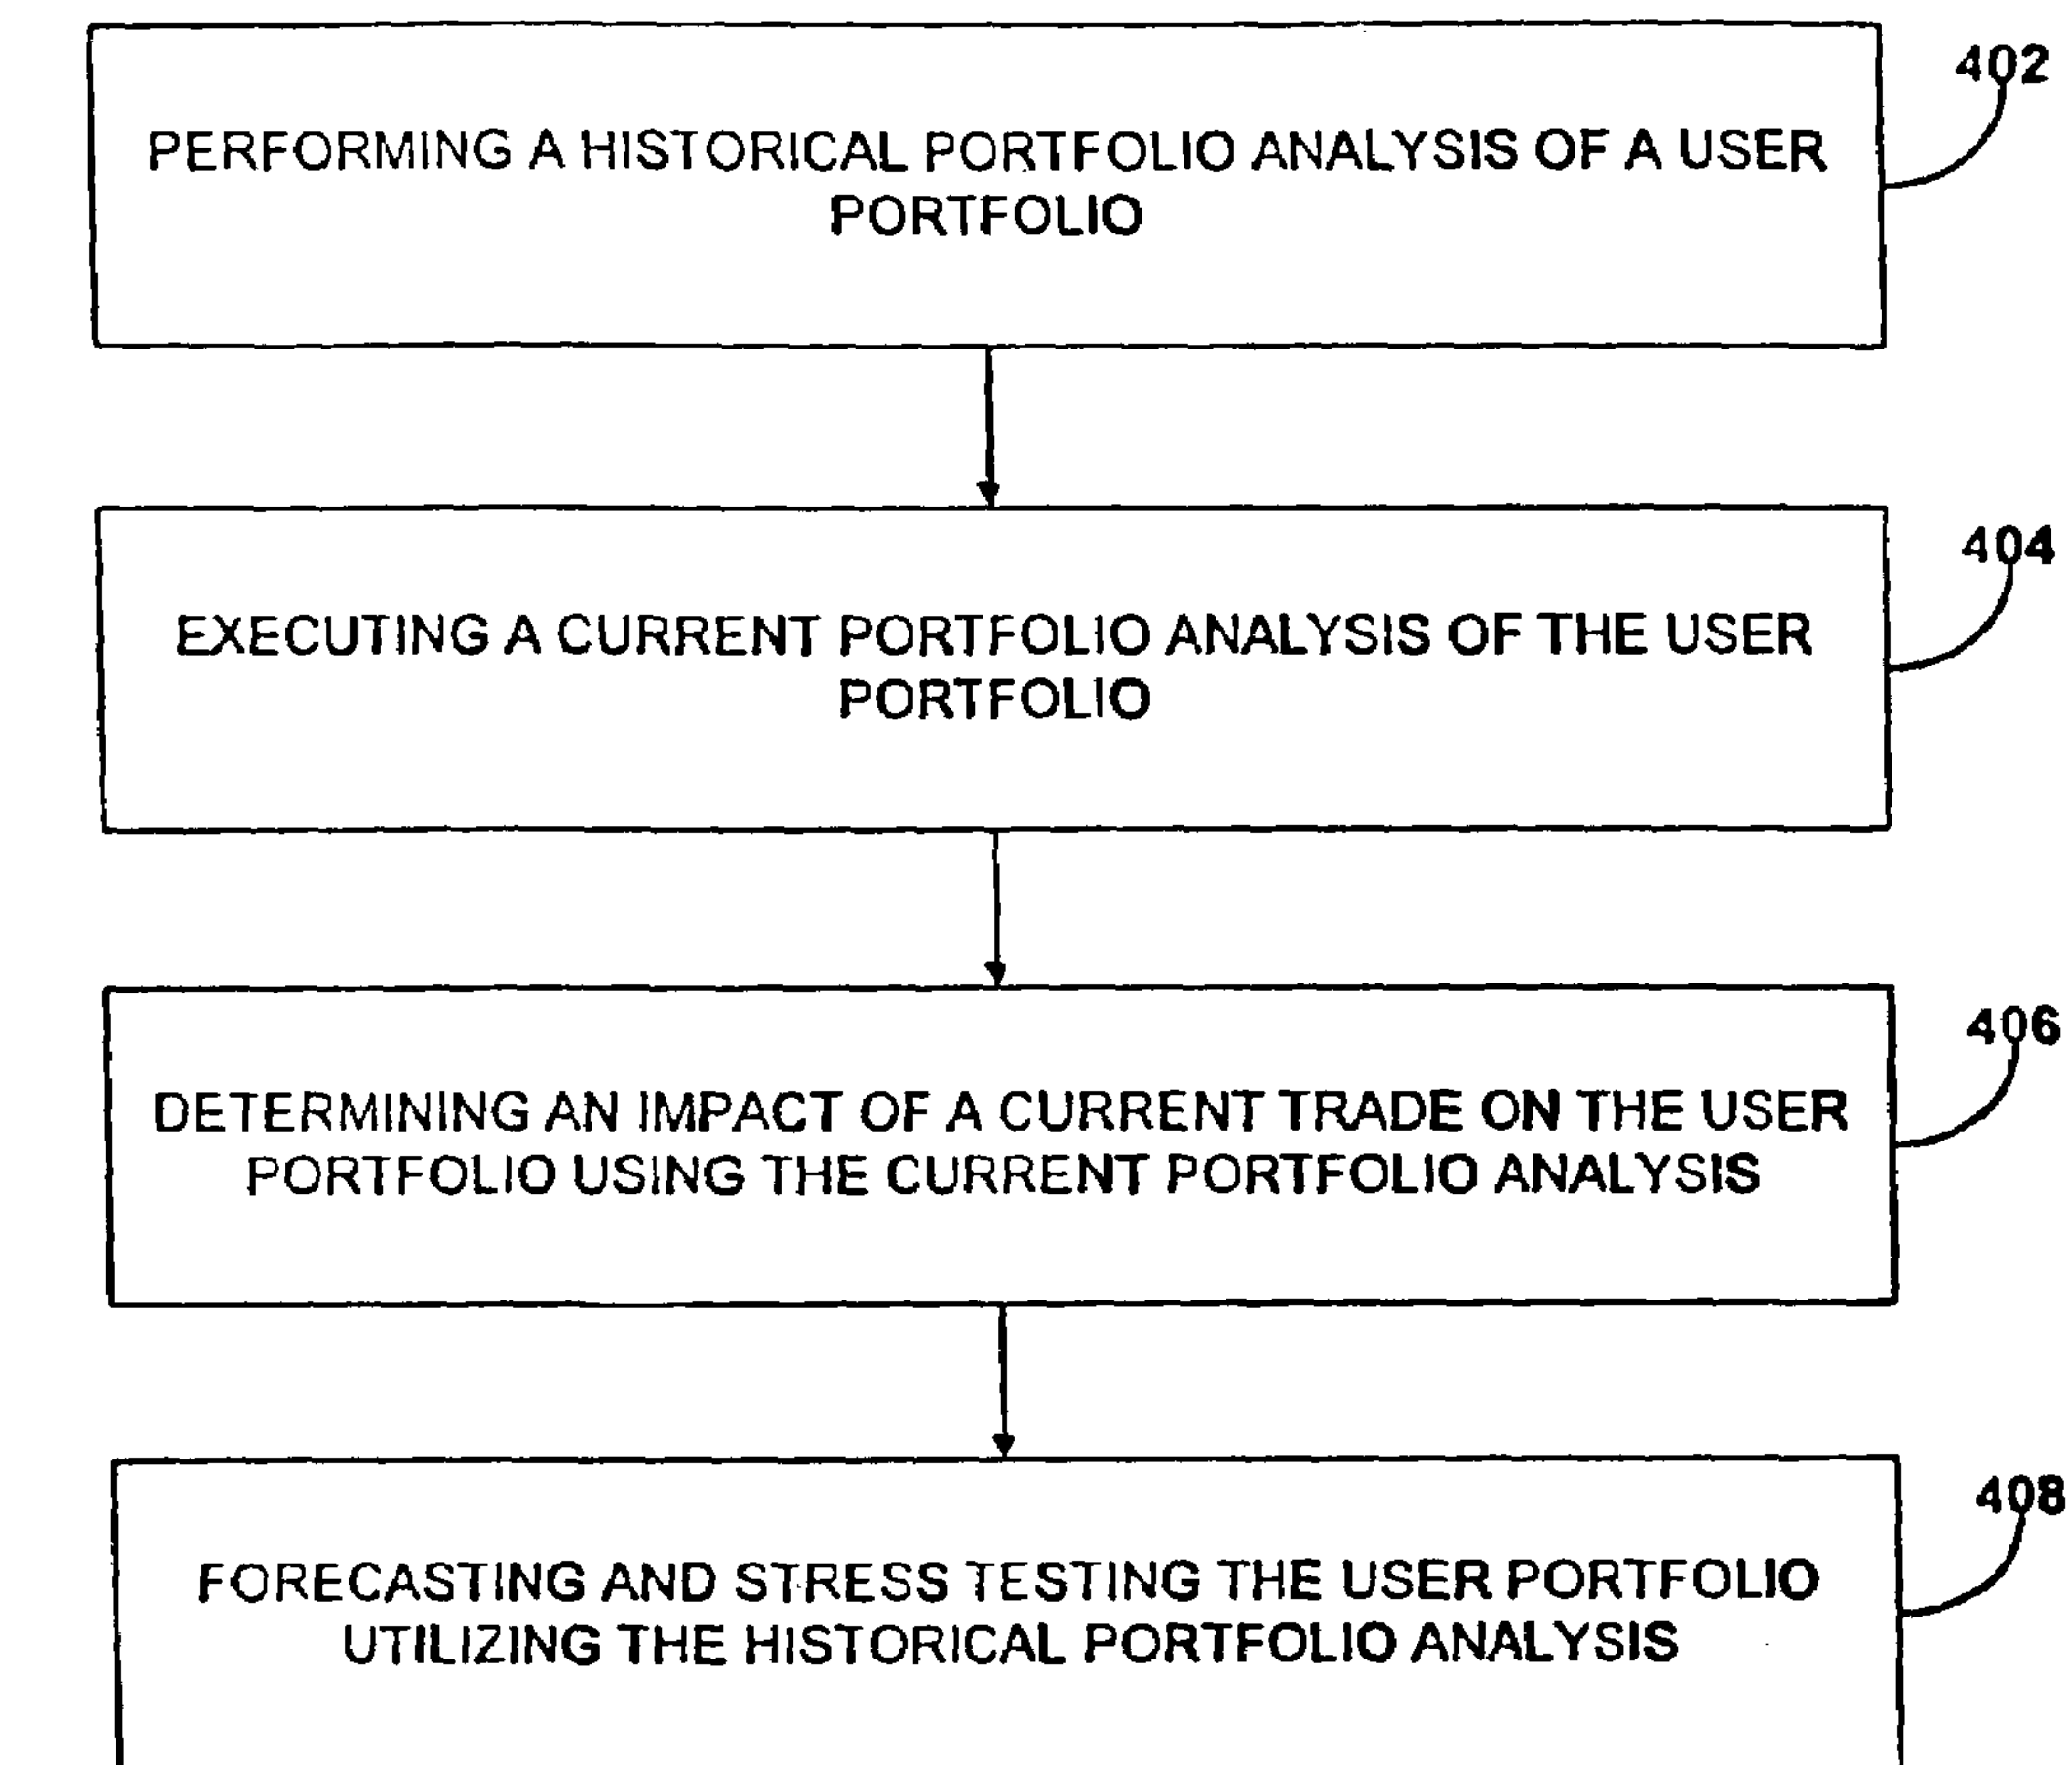 402
PERFORMING A HISTORICAL PORTFOLIO ANALYSIS OF A USER
PORTFOLIO
404
EXECUTING A CURRENT PORTFOLIO ANALYSIS OF THE USER
PORTFOLIO
406
DETERMINING AN IMPACT OF A CURRENT TRADE ON THE USER
PORTFOLIO USING THE CURRENT PORTFOLIO ANALYSIS
408
FORECASTING AND STRESS TESTING THE USER PORTFOLIO
UTILIZING THE HISTORICAL PORTFOLIO ANALYSIS